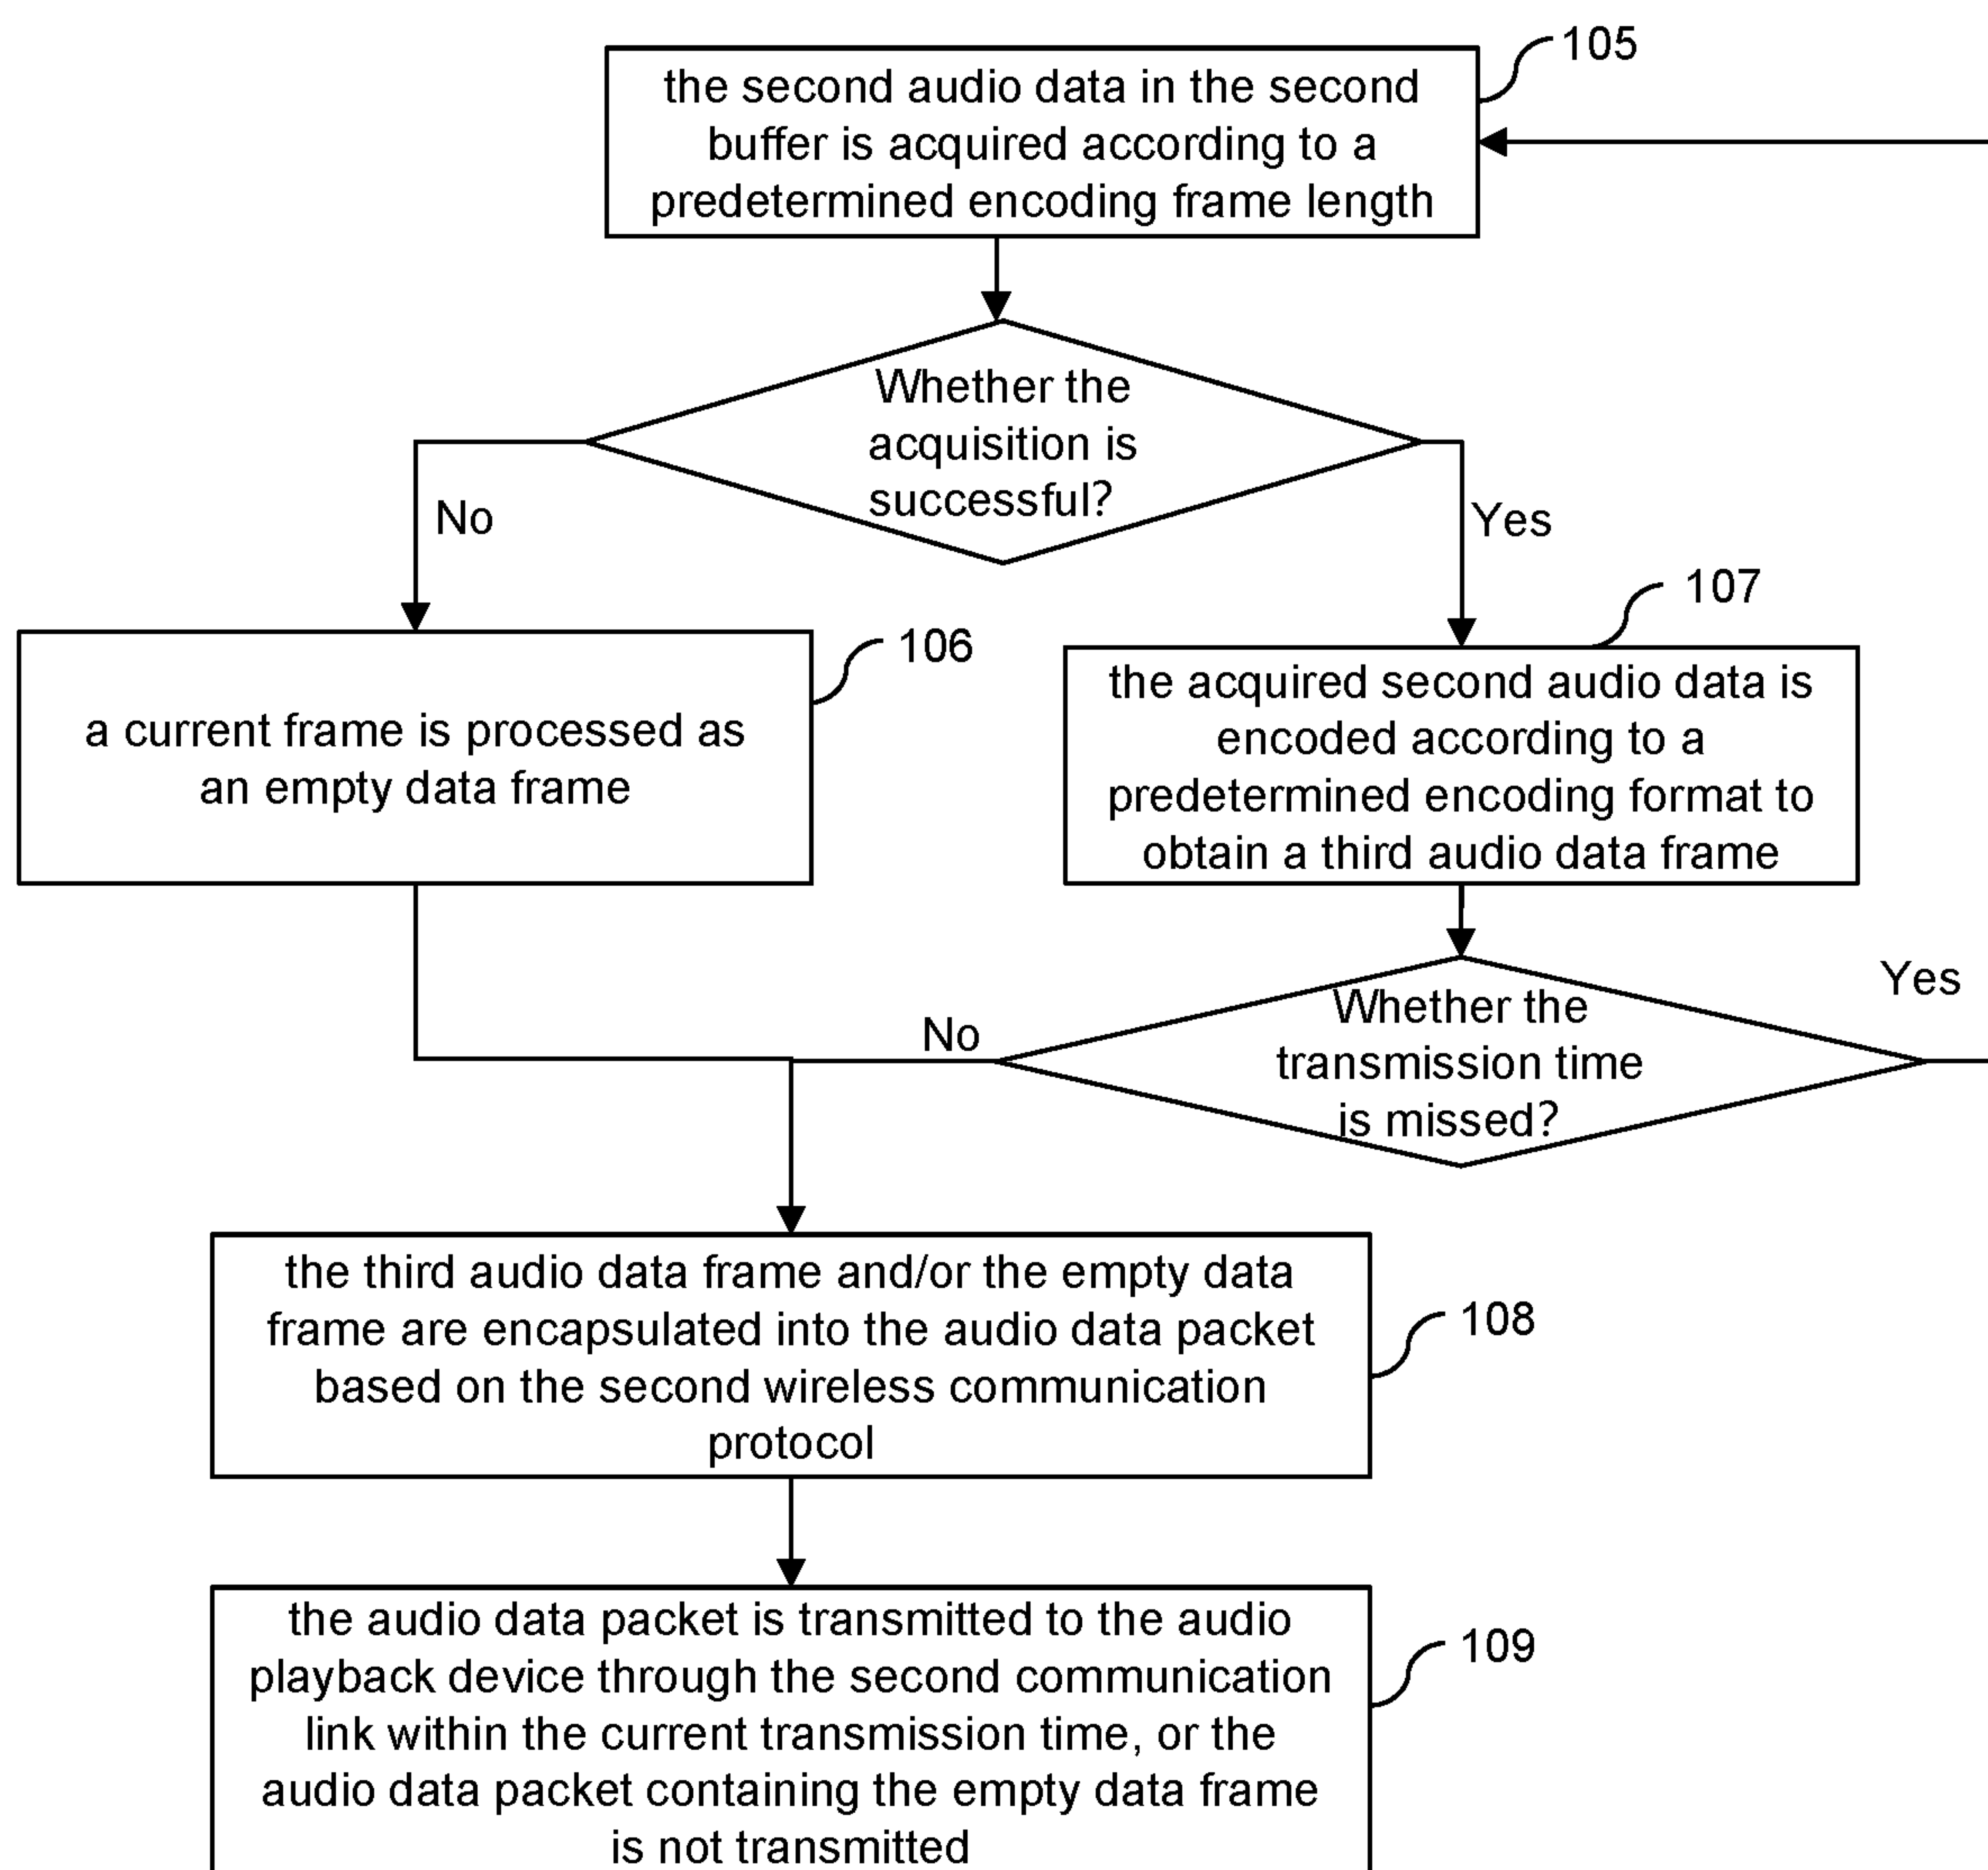 105
the second audio data in the second
buffer is acquired according to a
predetermined encoding frame length
Whether the
acquisition is
successful?
No
Yes
107
106
a current frame is processed as
an empty data frame
the acquired second audio data is
encoded according to a
predetermined encoding format to
obtain a third audio data frame
Yes
No
Whether the
transmission time
is missed?
the third audio data frame and/or the empty data
frame are encapsulated into the audio data packet
based on the second wireless communication
protocol
108
the audio data packet is transmitted to the audio
playback device through the second communication
link within the current transmission time, or the
audio data packet containing the empty data frame
is not transmitted
109